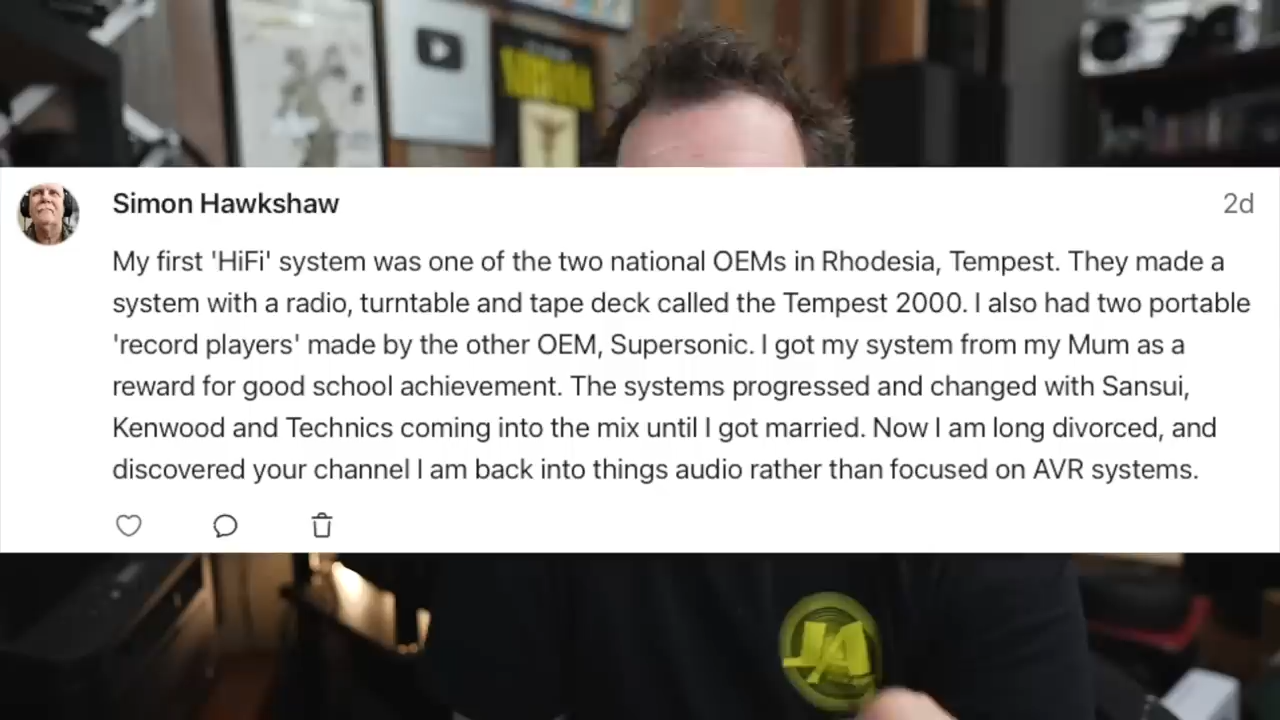 Simon Hawkshaw
2d
My first 'HiFi' system was one of the two national OEMs in Rhodesia, Tempest. They made a
system with a radio, turntable and tape deck called the Tempest 2000. I also had two portable
'record players' made by the other OEM, Supersonic. I got my system from my Mum as a
reward for good school achievement. The systems progressed and changed with Sansui,
Kenwood and Technics coming into the mix until I got married. Now I am long divorced, and
discovered your channel I am back into things audio rather than focused on AVR systems.